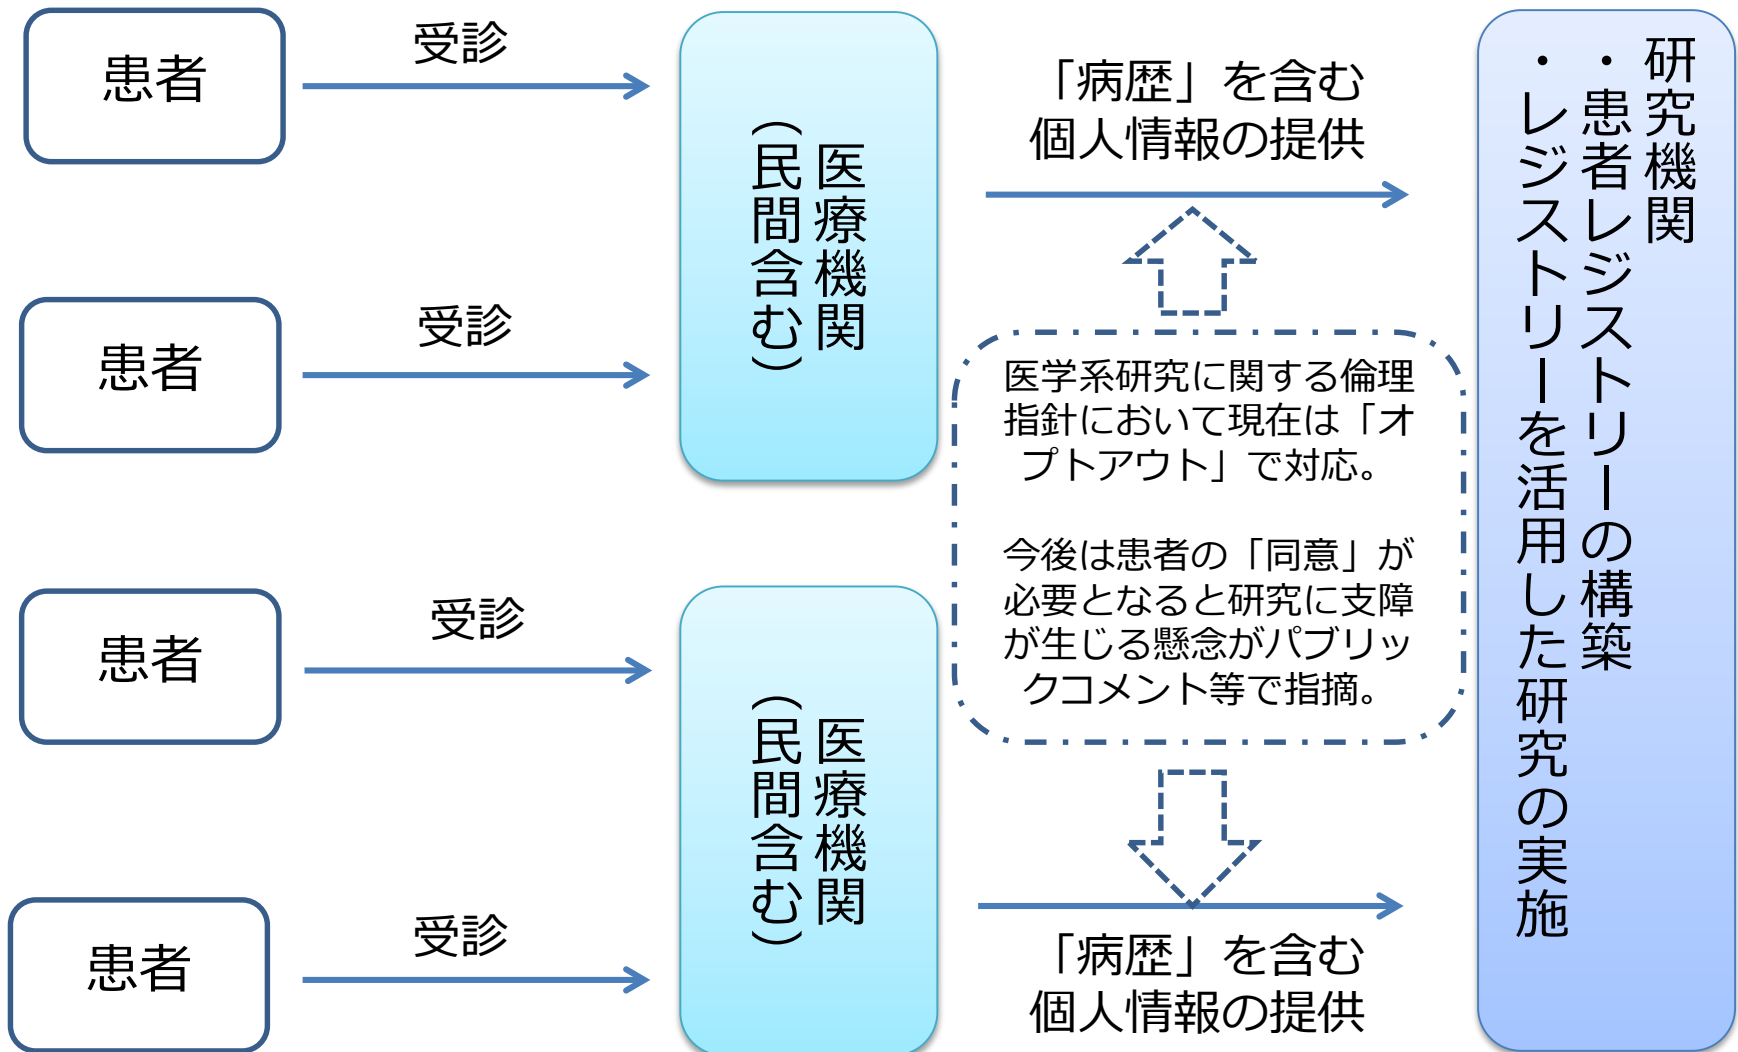 患者
受診
患者
受診
患者
受診
患者
受診
医療機関
（民間含む）
医療機関
（民間含む）
「病歴」を含む
個人情報の提供
医学系研究に関する倫理
指針において現在は「オ
プトアウト」で対応。
今後は患者の「同意」が
必要となると研究に支障
が生じる懸念がパブリッ
クコメント等で指摘。
「病歴」を含む
個人情報の提供
研究機関
・患者レジストリーの構築
・レジストリーを活用した研究の実施